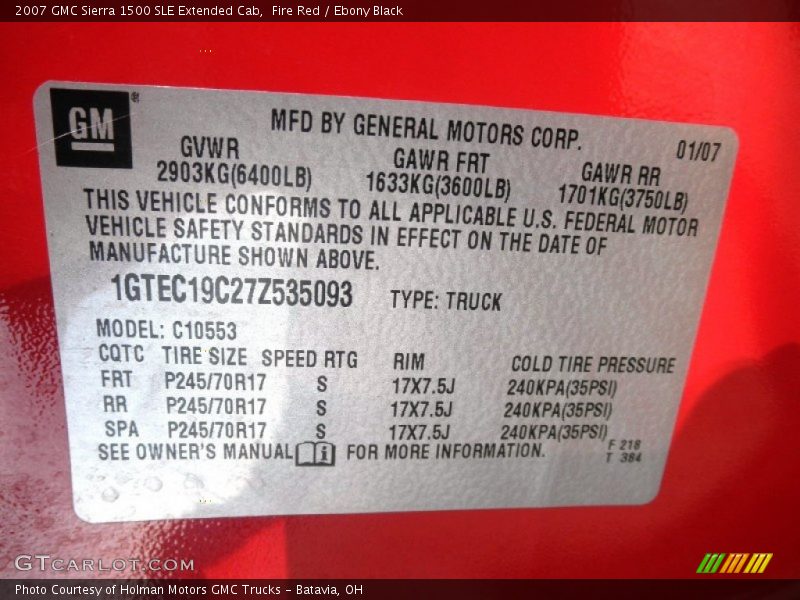 2007 GMC Sierra 1500 SLE Extended Cab, Fire Red / Ebony Black
GM ®
MFD BY GENERAL MOTORS CORP. 01/07
GVWR GAWR FRT GAWR RR
2903KG(6400LB) 1633KG(3600LB) 1701KG(3750LB)
THIS VEHICLE CONFORMS TO ALL APPLICABLE U.S. FEDERAL MOTOR
VEHICLE SAFETY STANDARDS IN EFFECT ON THE DATE OF
MANUFACTURE SHOWN ABOVE.
1GTEC19C27Z535093 TYPE: TRUCK
MODEL: C10553
CQTC TIRE SIZE SPEED RTG RIM COLD TIRE PRESSURE
FRT P245/70R17 S 17X7.5J 240KPA(35PSI)
RR P245/70R17 S 17X7.5J 240KPA(35PSI)
SPA P245/70R17 S 17X7.5J 240KPA(35PSI)
SEE OWNER'S MANUAL i FOR MORE INFORMATION. F 218
T 384
GTCarlot.com
Photo Courtesy of Holman Motors GMC Trucks - Batavia, OH